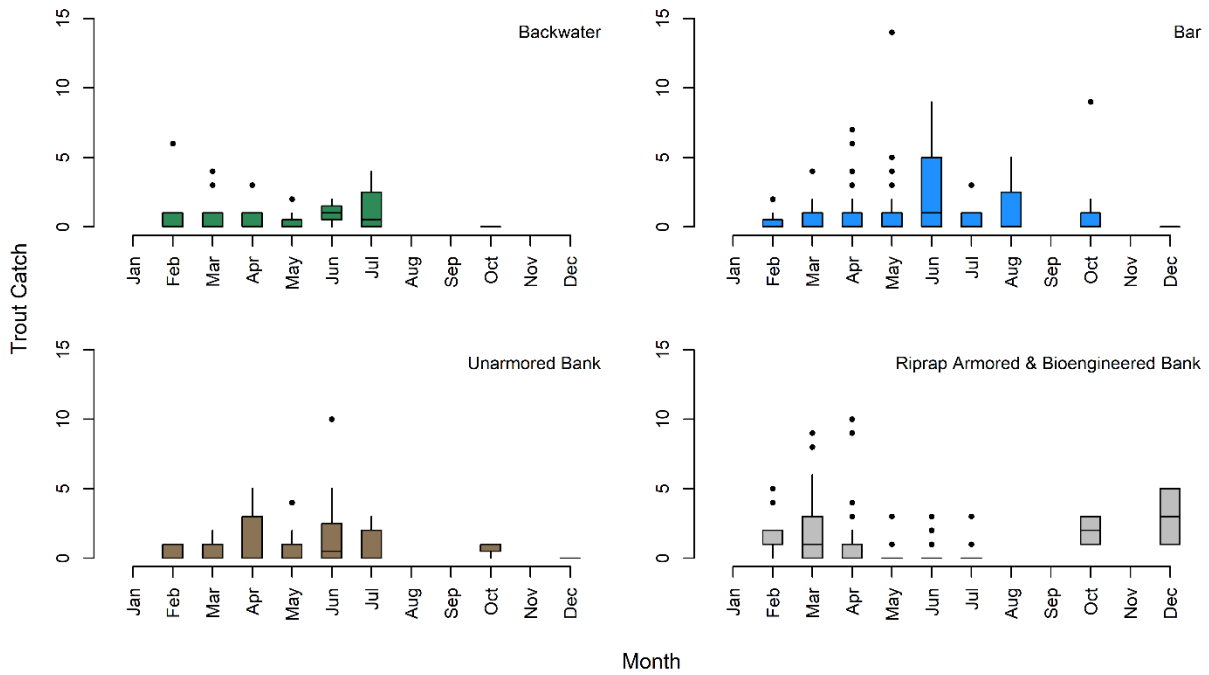 Trout Catch
Backwater
15
10
5
0
Jan Feb Mar Apr May Jun Jul Aug Sep Oct Nov Dec
Bar
15
10
5
0
Jan Feb Mar Apr May Jun Jul Aug Sep Oct Nov Dec
Unarmored Bank
15
10
5
0
Jan Feb Mar Apr May Jun Jul Aug Sep Oct Nov Dec
Riprap Armored & Bioengineered Bank
15
10
5
0
Jan Feb Mar Apr May Jun Jul Aug Sep Oct Nov Dec
Month